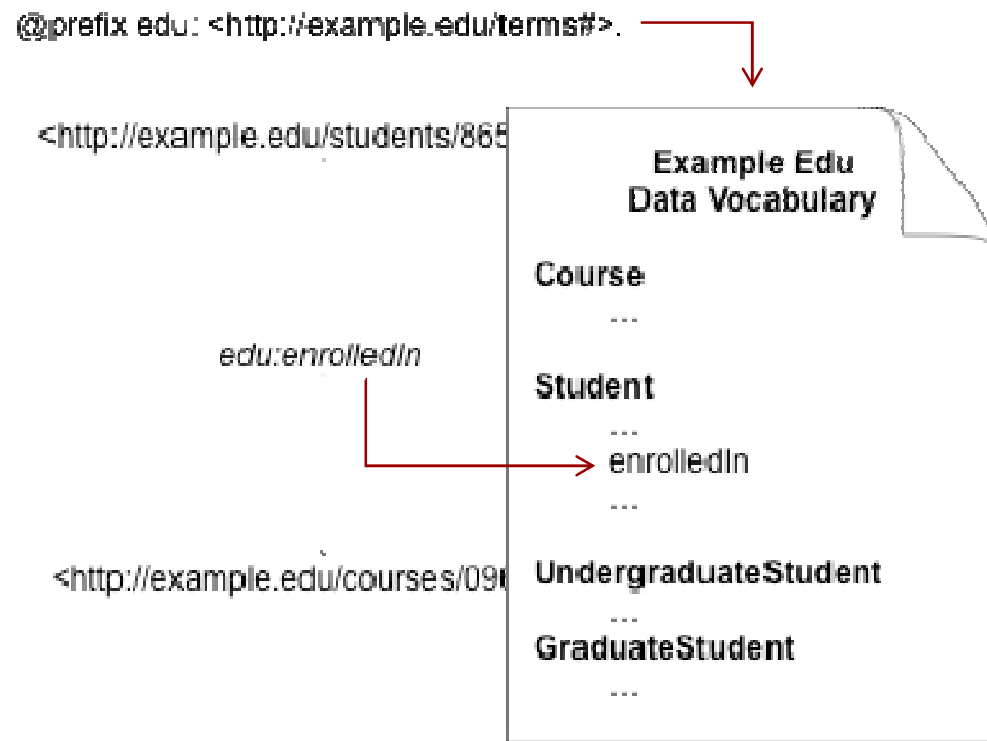 @prefix edu: <http://example.edu/terms#>.
<http://example.edu/students/865
Example Edu
Data Vocabulary
Course
...
edu:enrolledIn
Student
...
enrolledIn
...
<http://example.edu/courses/09
UndergraduateStudent
...
GraduateStudent
...